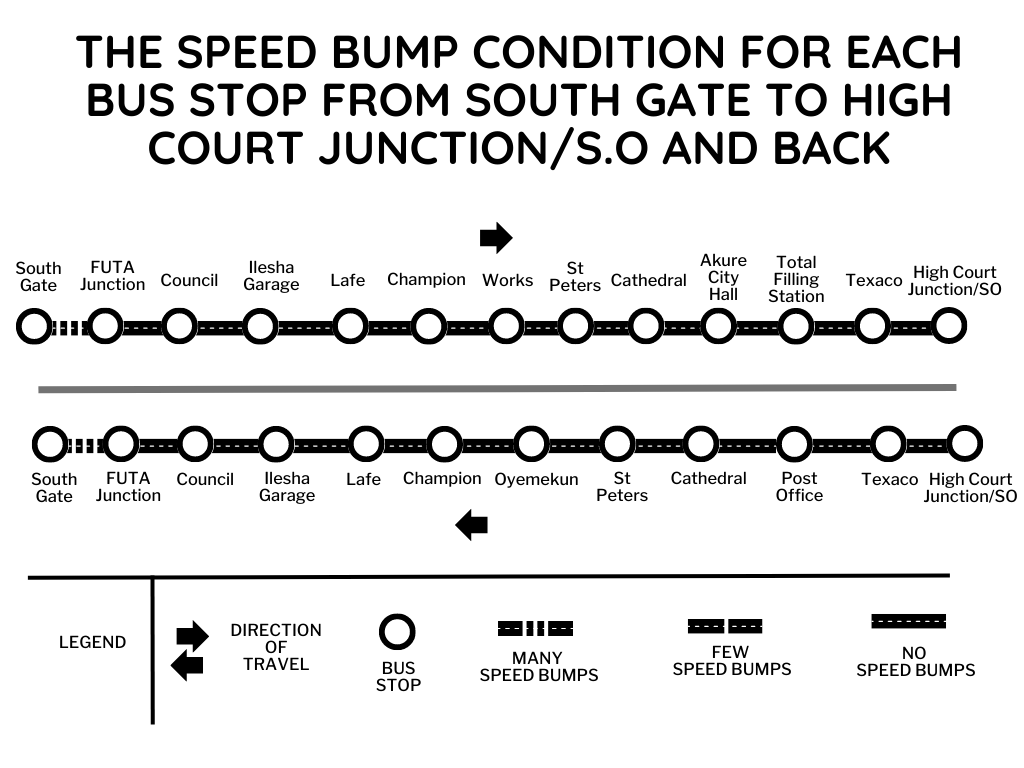 THE SPEED BUMP CONDITION FOR EACH
BUS STOP FROM SOUTH GATE TO HIGH
COURT JUNCTION/S.O AND BACK
South
Gate
FUTA
Junction
Council
Ilesha
Garage
Lafe
Champion
Works
St
Peters
Cathedral
Akure
City
Hall
Total
Filling
Station
Texaco
High Court
Junction/SO
South
Gate
FUTA
Junction
Council
Ilesha
Garage
Lafe
Champion
Oyemekun
St
Peters
Cathedral
Post
Office
Texaco
High Court
Junction/SO
LEGEND
DIRECTION
OF
TRAVEL
BUS
STOP
MANY
SPEED BUMPS
FEW
SPEED BUMPS
NO
SPEED BUMPS